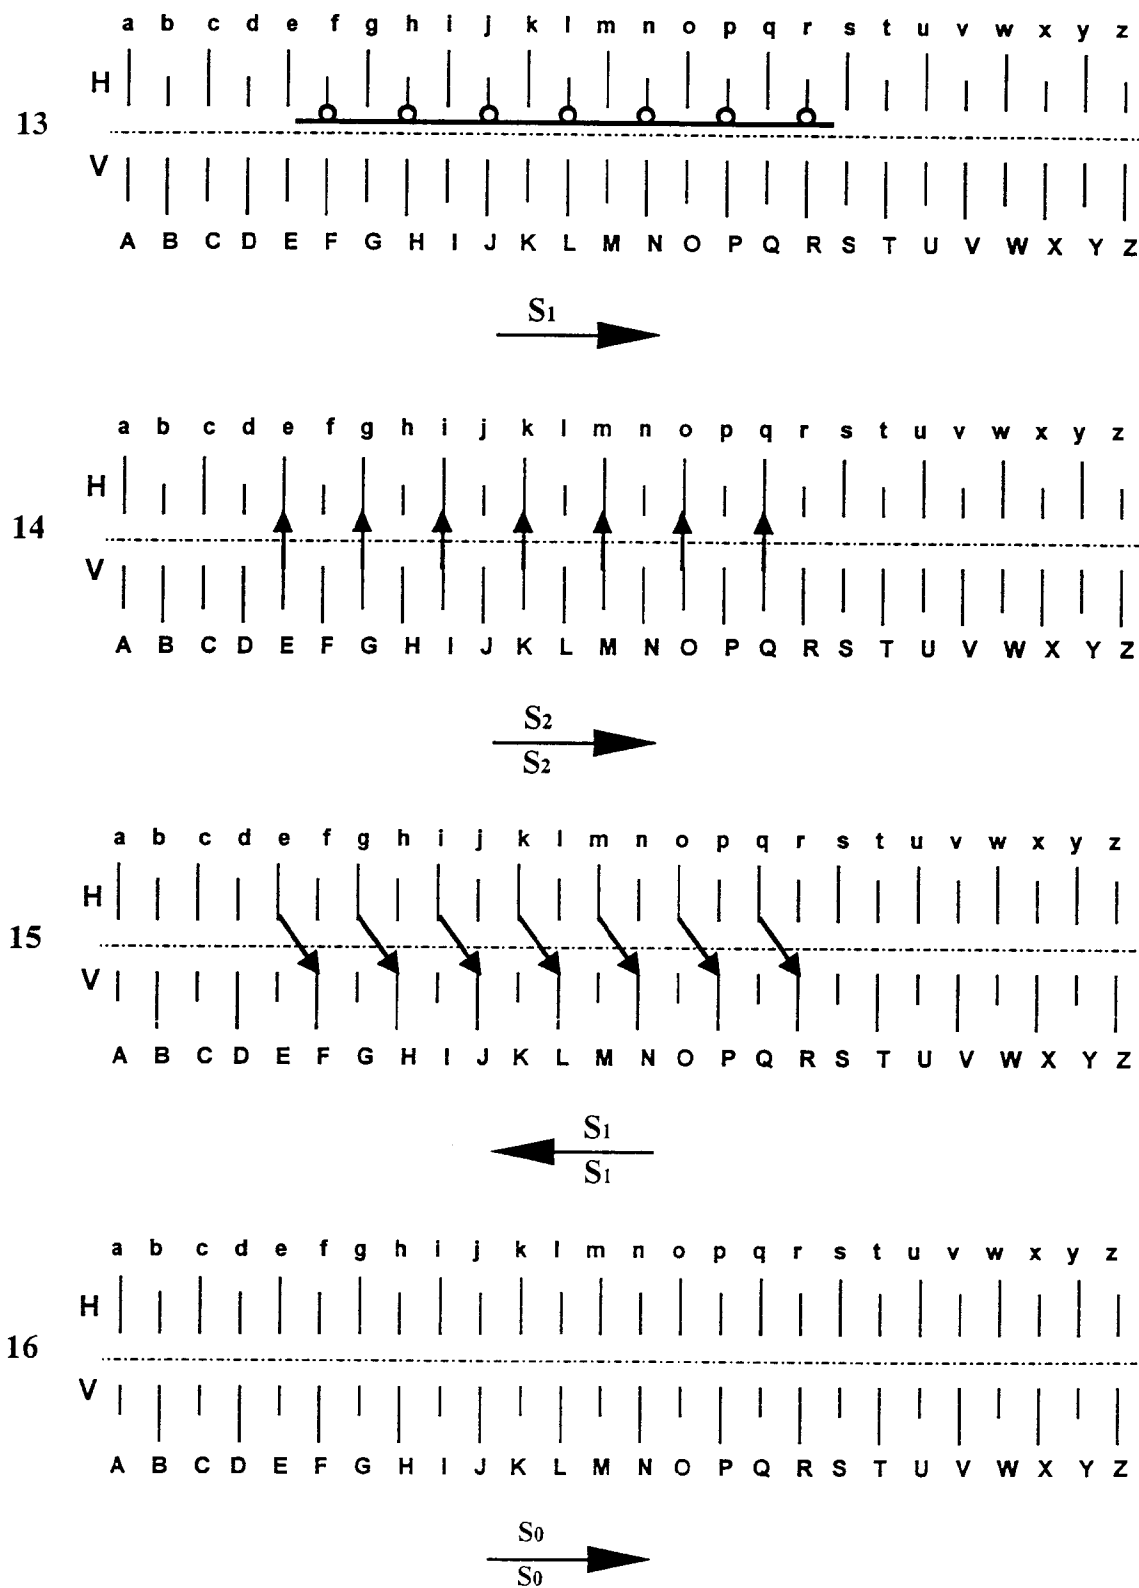 a b c d e f g h i j k l m n o p q r s t u v w x y z
H
13
V
A B C D E F G H I J K L M N O P Q R S T U V W X Y Z
S1
a b c d e f g h i j k l m n o p q r s t u v w x y z
H
14
V
A B C D E F G H I J K L M N O P Q R S T U V W X Y Z
S2
S2
a b c d e f g h i j k l m n o p q r s t u v w x y z
H
15
V
A B C D E F G H I J K L M N O P Q R S T U V W X Y Z
S1
S1
a b c d e f g h i j k l m n o p q r s t u v w x y z
H
16
V
A B C D E F G H I J K L M N O P Q R S T U V W X Y Z
S0
S0